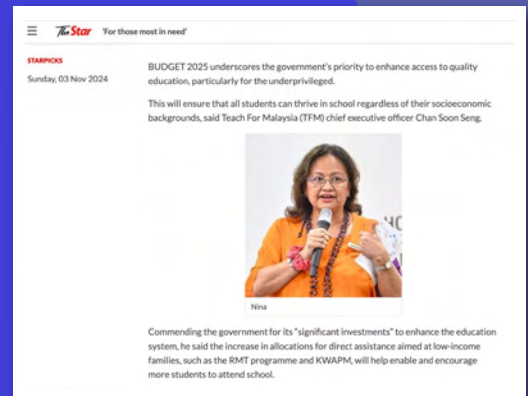 The Star 'For those most in need'
STARPICKS
Sunday, 03 Nov 2024
BUDGET 2025 underscores the government's priority to enhance access to quality
education, particularly for the underprivileged.
This will ensure that all students can thrive in school regardless of their socioeconomic
backgrounds, said Teach For Malaysia (TFM) chief executive officer Chan Soon Seng.
Nina
Commending the government for its "significant investments" to enhance the education
system, he said the increase in allocations for direct assistance aimed at low-income
families, such as the RMT programme and KWAPM, will help enable and encourage
more students to attend school.